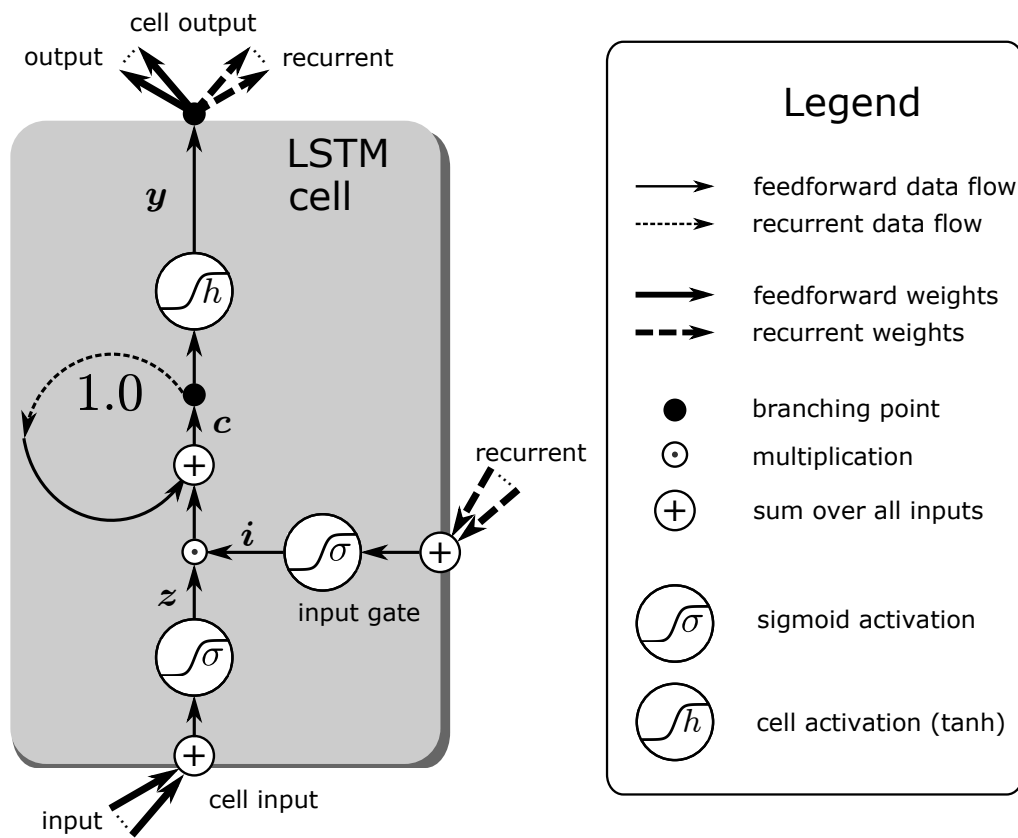 cell output
output
recurrent
LSTM
cell
y
h
1.0
c
recurrent
i
σ
z
input gate
σ
cell input
input
Legend
feedforward data flow
recurrent data flow
feedforward weights
recurrent weights
branching point
multiplication
sum over all inputs
σ
sigmoid activation
h
cell activation (tanh)